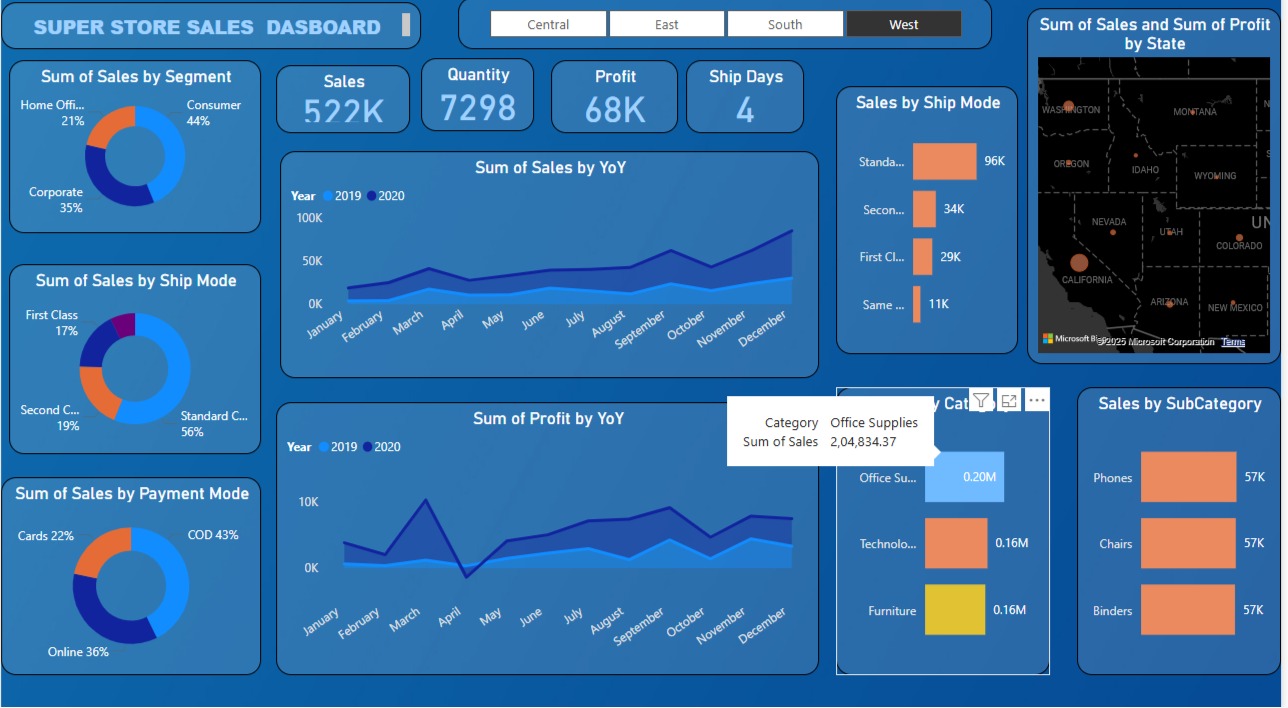 SUPER STORE SALES DASBOARD
Central
East
South
West
Sum of Sales and Sum of Profit
by State
Sum of Sales by Segment
Home Offi...
21%
Consumer
44%
Corporate
35%
Sales
522K
Quantity
7298
Profit
68K
Ship Days
4
Sales by Ship Mode
Standa...
96K
Secon...
34K
First Cl...
29K
Same ...
11K
WASHINGTON
MONTANA
OREGON
IDAHO
WYOMING
NEVADA
UTAH
COLORADO
CALIFORNIA
ARIZONA
NEW MEXICO
UN
©2025 Microsoft Corporation Terms
Sum of Sales by YoY
Year 2019 2020
100K
50K
0K
January
February
March
April
May
June
July
August
September
October
November
December
Sum of Sales by Ship Mode
First Class
17%
Second C...
19%
Standard C...
56%
Sum of Profit by YoY
Year 2019 2020
10K
0K
January
February
March
April
May
June
July
August
September
October
November
December
Sum of Sales by Payment Mode
Cards 22%
COD 43%
Online 36%
Category Office Supplies
Sum of Sales 2,04,834.37
Office Su...
0.20M
Technolo...
0.16M
Furniture
0.16M
Sales by SubCategory
Phones
57K
Chairs
57K
Binders
57K